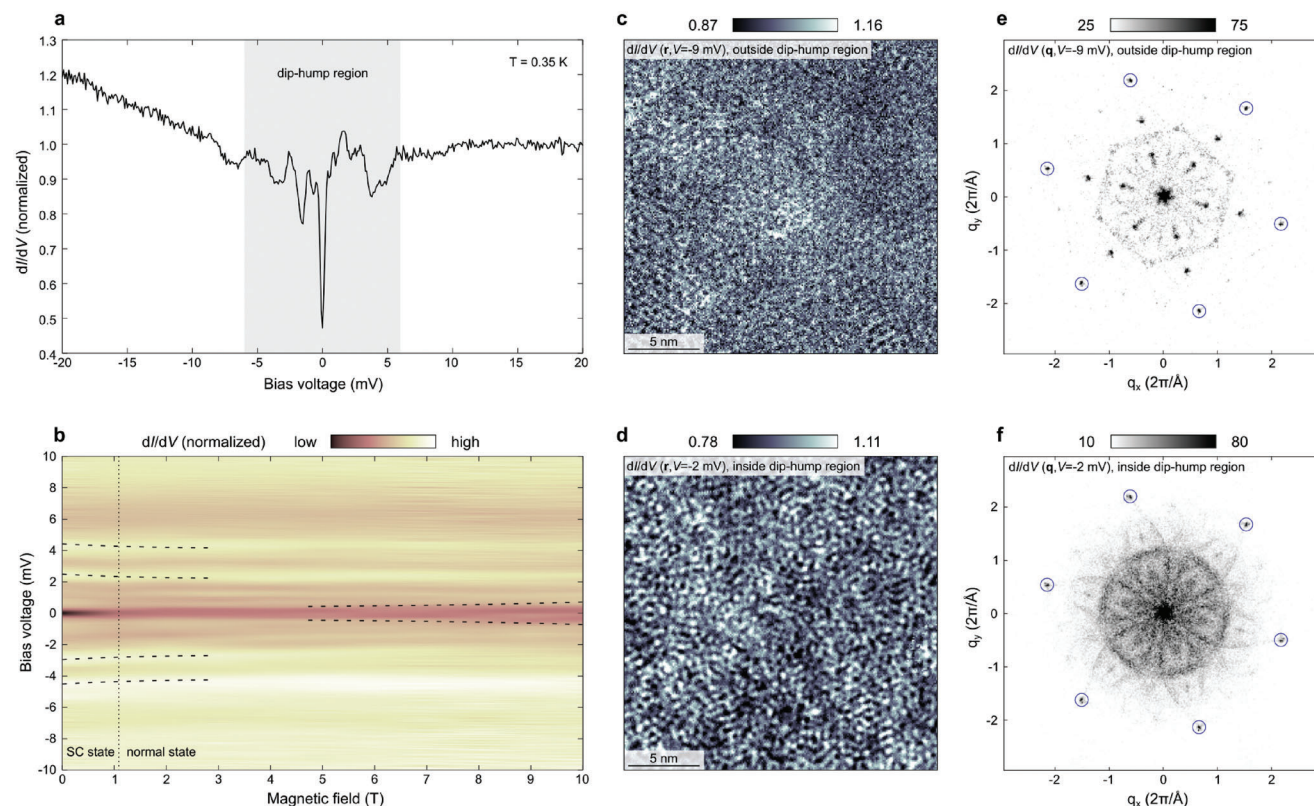 a
1.3
1.2
1.1
1.0
0.9
0.8
0.7
0.6
0.5
0.4
dI/dV (normalized)
dip-hump region
T = 0.35 K
-20
-15
-10
-5
0
5
10
15
20
Bias voltage (mV)
b
dI/dV (normalized)
low
high
10
8
6
4
2
0
-2
-4
-6
-8
-10
Bias voltage (mV)
SC state
normal state
0
1
2
3
4
5
6
7
8
9
10
Magnetic field (T)
c
0.87
1.16
dI/dV (r,V=-9 mV), outside dip-hump region
5 nm
d
0.78
1.11
dI/dV (r,V=-2 mV), inside dip-hump region
5 nm
e
25
75
dI/dV (q,V=-9 mV), outside dip-hump region
2
1
0
-1
-2
qy (2π/Å)
-2
-1
0
1
2
qx (2π/Å)
f
10
80
dI/dV (q,V=-2 mV), inside dip-hump region
2
1
0
-1
-2
qy (2π/Å)
-2
-1
0
1
2
qx (2π/Å)